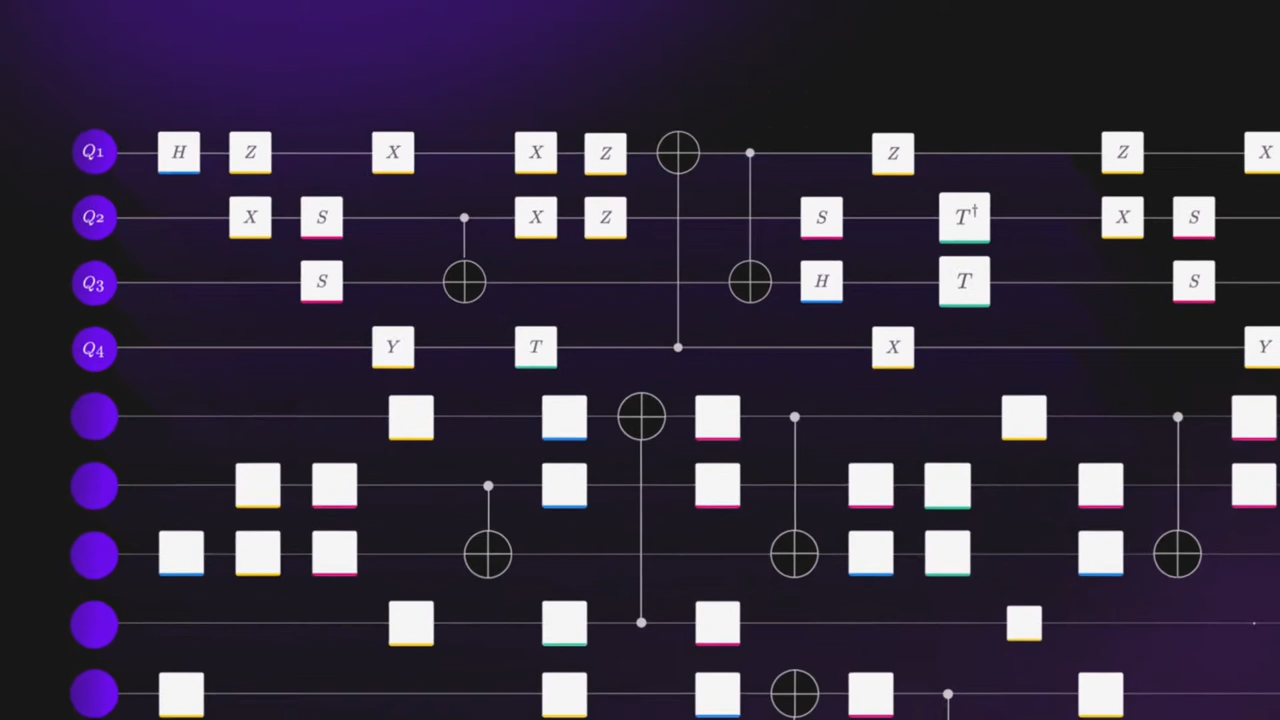 Q1 H Z X X Z Z Z X
Q2 X S X Z S T† X S
Q3 S H T S
Q4 Y T X Y